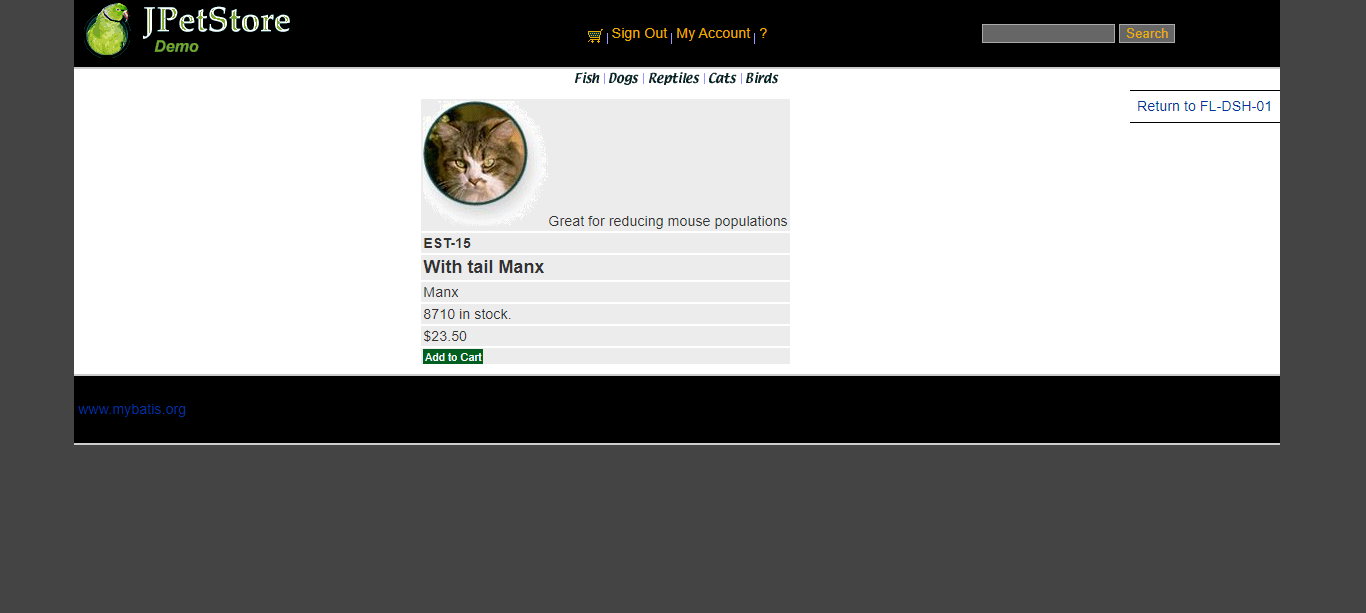 JPetStore
Demo
Sign Out | My Account | ?
Search
Fish | Dogs | Reptiles | Cats | Birds
Return to FL-DSH-01
Great for reducing mouse populations
EST-15
With tail Manx
Manx
8710 in stock.
$23.50
Add to Cart
www.mybatis.org